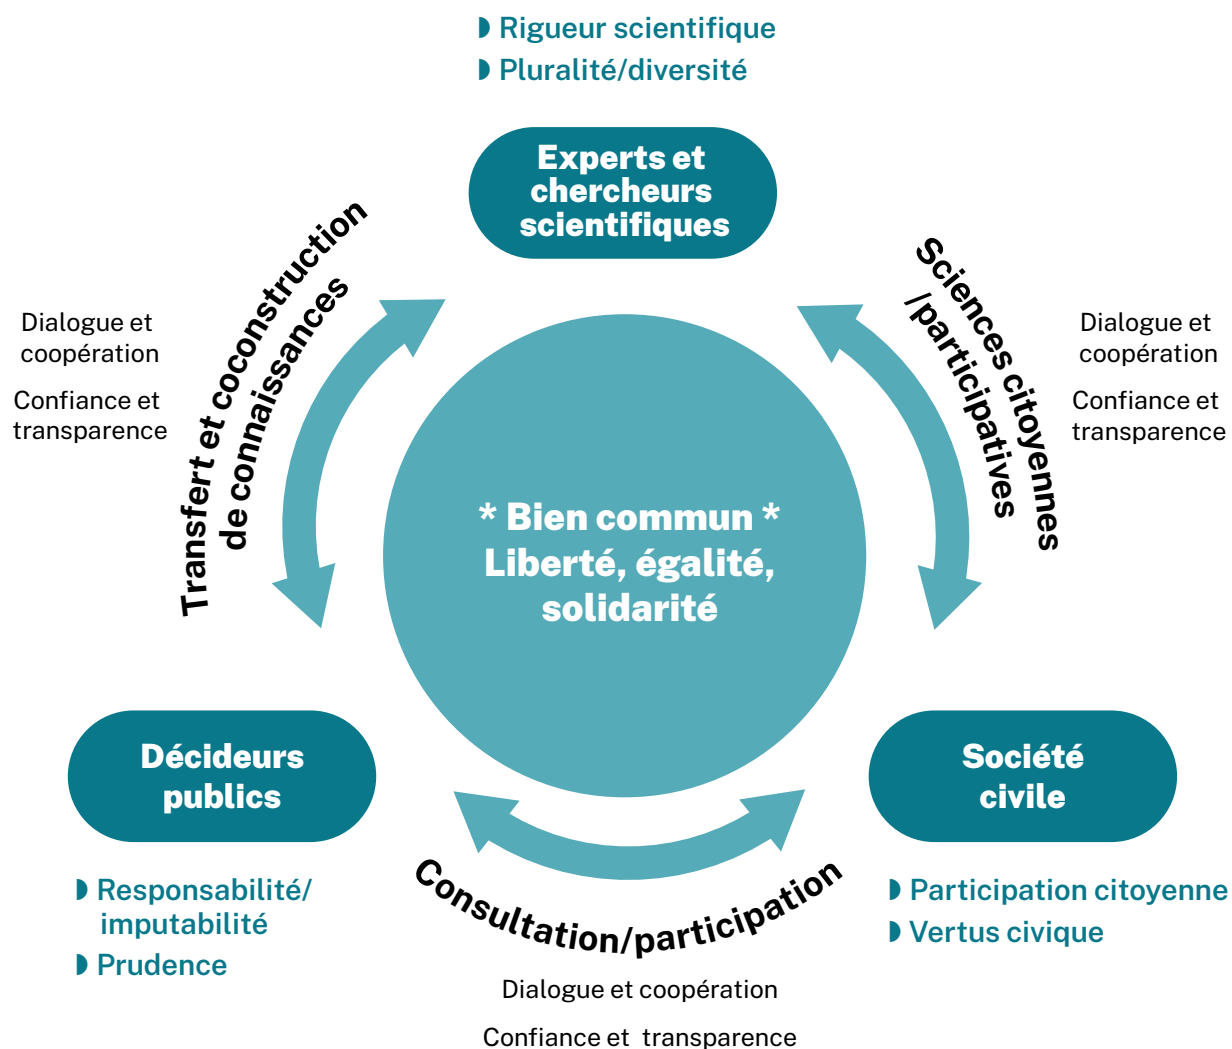 Rigueur scientifique
Pluralité/diversité
Experts et
chercheurs
scientifiques
Transfert et coconstruction
de connaissances
Dialogue et
coopération
Confiance et
transparence
Sciences citoyennes
/participatives
Dialogue et
coopération
Confiance et
transparence
* Bien commun *
Liberté, égalité,
solidarité
Décideurs
publics
Responsabilité/
imputabilité
Prudence
Société
civile
Participation citoyenne
Vertus civique
Consultation/participation
Dialogue et coopération
Confiance et transparence